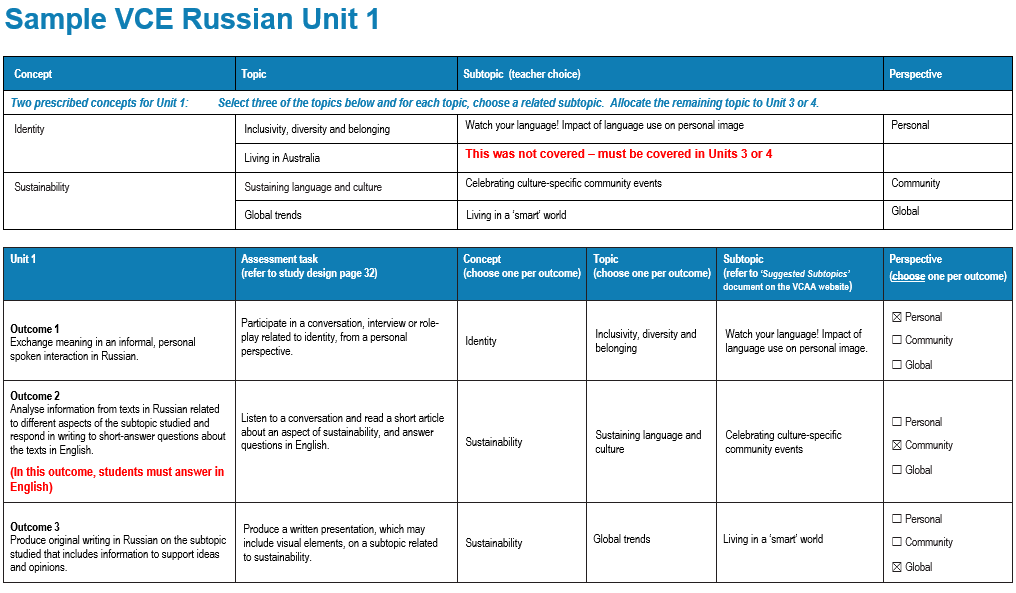 Sample VCE Russian Unit 1
Concept
Topic
Subtopic (teacher choice)
Perspective
Two prescribed concepts for Unit 1: Select three of the topics below and for each topic, choose a related subtopic. Allocate the remaining topic to Unit 3 or 4.
Identity
Inclusivity, diversity and belonging
Watch your language! Impact of language use on personal image
Personal
Living in Australia
This was not covered – must be covered in Units 3 or 4
Sustainability
Sustaining language and culture
Celebrating culture-specific community events
Community
Global trends
Living in a ‘smart’ world
Global
Unit 1
Assessment task
(refer to study design page 32)
Concept
(choose one per outcome)
Topic
(choose one per outcome)
Subtopic
(refer to ‘Suggested Subtopics’
document on the VCAA website)
Perspective
(choose one per outcome)
Outcome 1
Exchange meaning in an informal, personal
spoken interaction in Russian.
Participate in a conversation, interview or role-
play related to identity, from a personal
perspective.
Identity
Inclusivity, diversity and
belonging
Watch your language! Impact of
language use on personal image.
☒ Personal
☐ Community
☐ Global
Outcome 2
Analyse information from texts in Russian related
to different aspects of the subtopic studied and
respond in writing to short-answer questions about
the texts in English.
(In this outcome, students must answer in
English)
Listen to a conversation and read a short article
about an aspect of sustainability, and answer
questions in English.
Sustainability
Sustaining language and
culture
Celebrating culture-specific
community events
☐ Personal
☒ Community
☐ Global
Outcome 3
Produce original writing in Russian on the subtopic
studied that includes information to support ideas
and opinions.
Produce a written presentation, which may
include visual elements, on a subtopic related
to sustainability.
Sustainability
Global trends
Living in a ‘smart’ world
☐ Personal
☐ Community
☒ Global